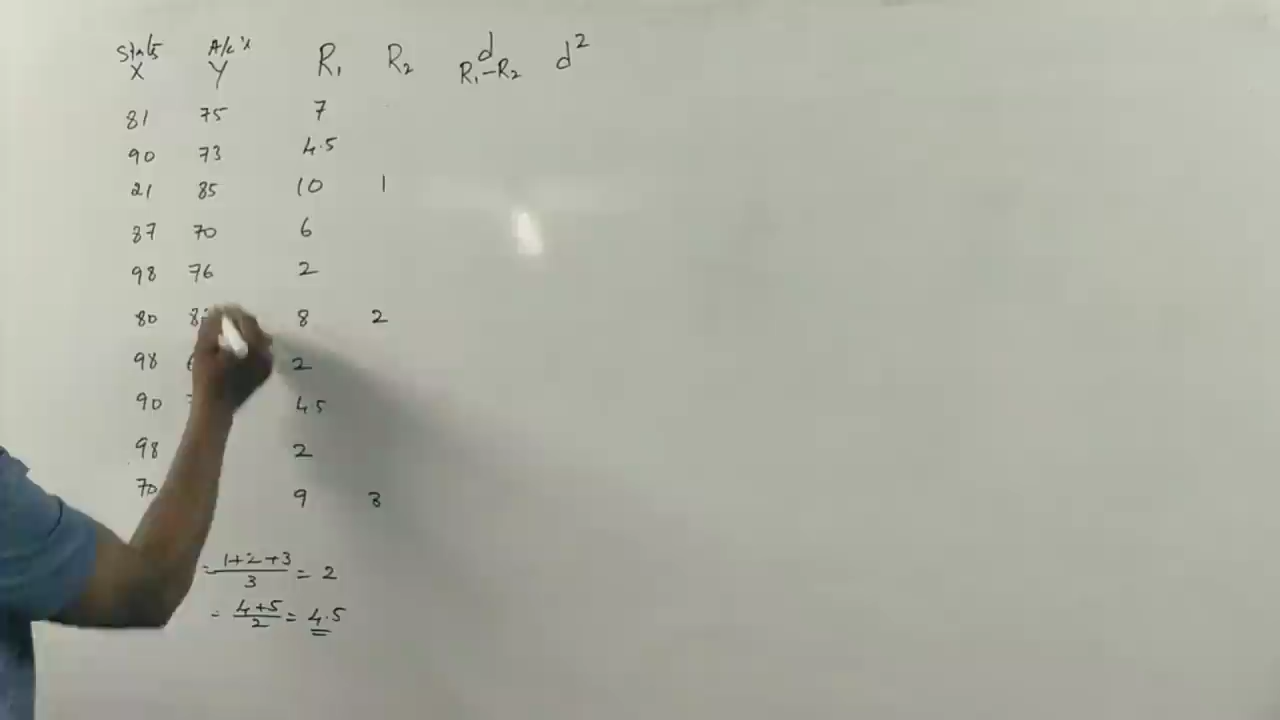 Stats A/c's
X Y R₁ R₂ d R₁-R₂ d²
81 75 7
90 73 4.5
21 85 10 1
87 70 6
98 76 2
80 8 2
98 2
90 4.5
98 2
70 9 3
= 1+2+3/3 = 2
= 4+5/2 = 4.5